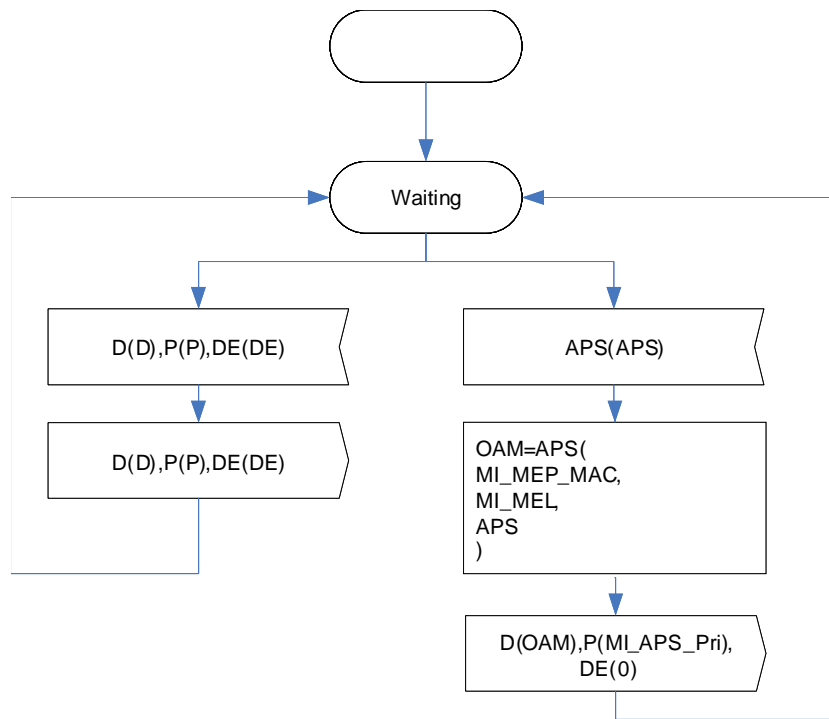 Waiting
D(D),P(P),DE(DE)
APS(APS)
D(D),P(P),DE(DE)
OAM=APS(
MI_MEP_MAC,
MI_MEL,
APS
)
D(OAM),P(MI_APS_Pri),
DE(0)